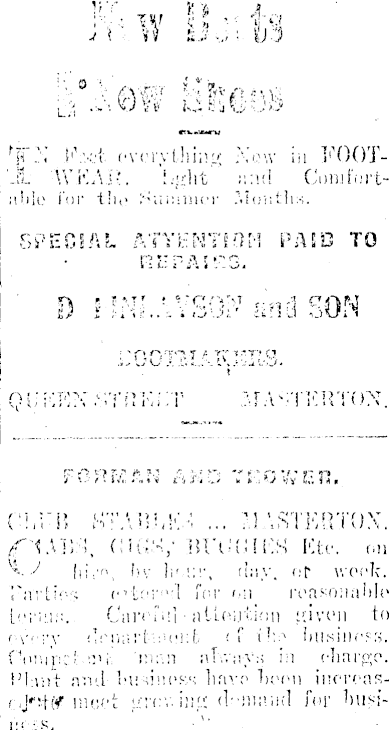 New Boots
New Shoes
IN Fact everything New in FOOT-
WEAR. Light and Comfort-
able for the Summer Months.
SPECIAL ATTENTION PAID TO
REPAIRS.
D FINLAYSON and SON
BOOTMAKERS.
QUEEN STREET MASTERTON.
FORMAN AND TROWER.
CLUB STABLES ... MASTERTON.
CABS, GIGS, BUGGIES Etc. on
hire, by hour, day, or week.
Parties catered for on reasonable
terms. Careful attention given to
every department of the business.
Competent man always in charge.
Plant and business have been increas-
ed to meet growing demand for busi-
ness.